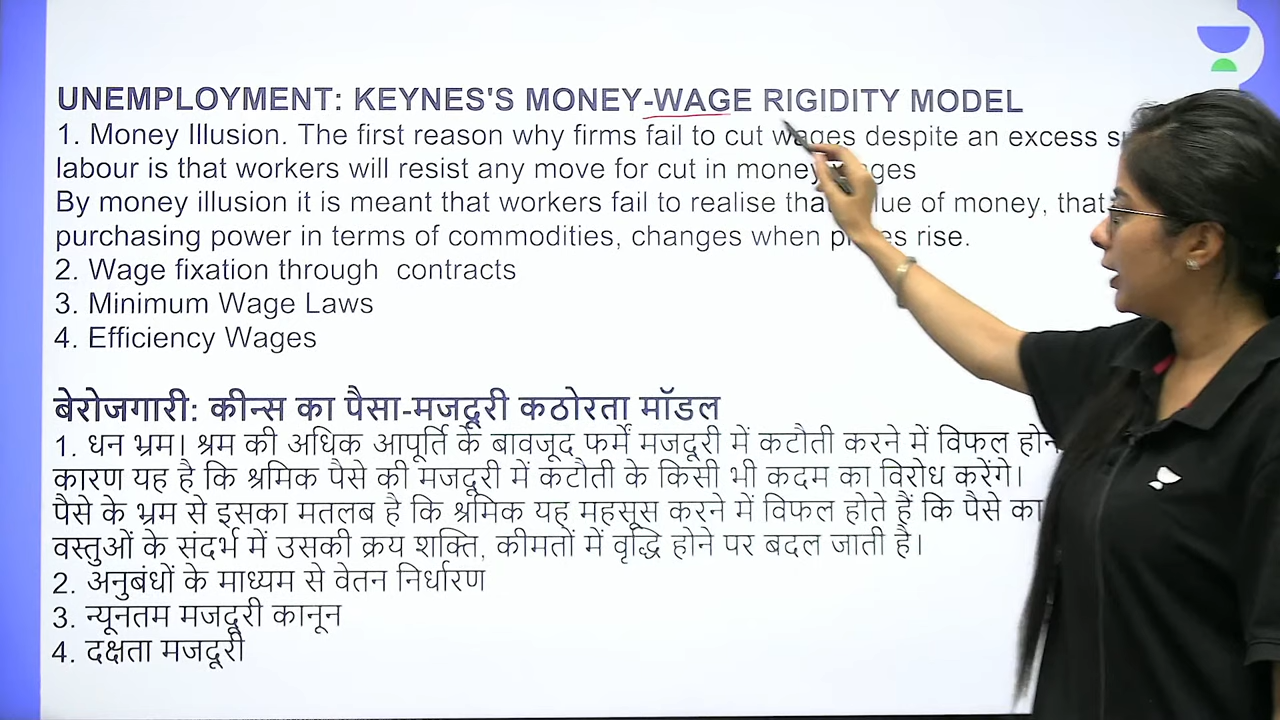 UNEMPLOYMENT: KEYNES'S MONEY-WAGE RIGIDITY MODEL
1. Money Illusion. The first reason why firms fail to cut wages despite an excess
labour is that workers will resist any move for cut in money
By money illusion it is meant that workers fail to realise that of money, that
purchasing power in terms of commodities, changes when rise.
2. Wage fixation through contracts
3. Minimum Wage Laws
4. Efficiency Wages
बेरोजगारी: कीन्स का पैसा-मजदूरी कठोरता मॉडल
1. धन भ्रम। श्रम की अधिक आपूर्ति के बावजूद फर्में मजदूरी में कटौती करने में विफल
कारण यह है कि श्रमिक पैसे की मजदूरी में कटौती के किसी भी कदम का विरोध करेंगे।
पैसे के भ्रम से इसका मतलब है कि श्रमिक यह महसूस करने में विफल होते हैं कि पैसे का
वस्तुओं के संदर्भ में उसकी क्रय शक्ति, कीमतों में वृद्धि होने पर बदल जाती है।
2. अनुबंधों के माध्यम से वेतन निर्धारण
3. न्यूनतम मजदूरी कानून
4. दक्षता मजदूरी